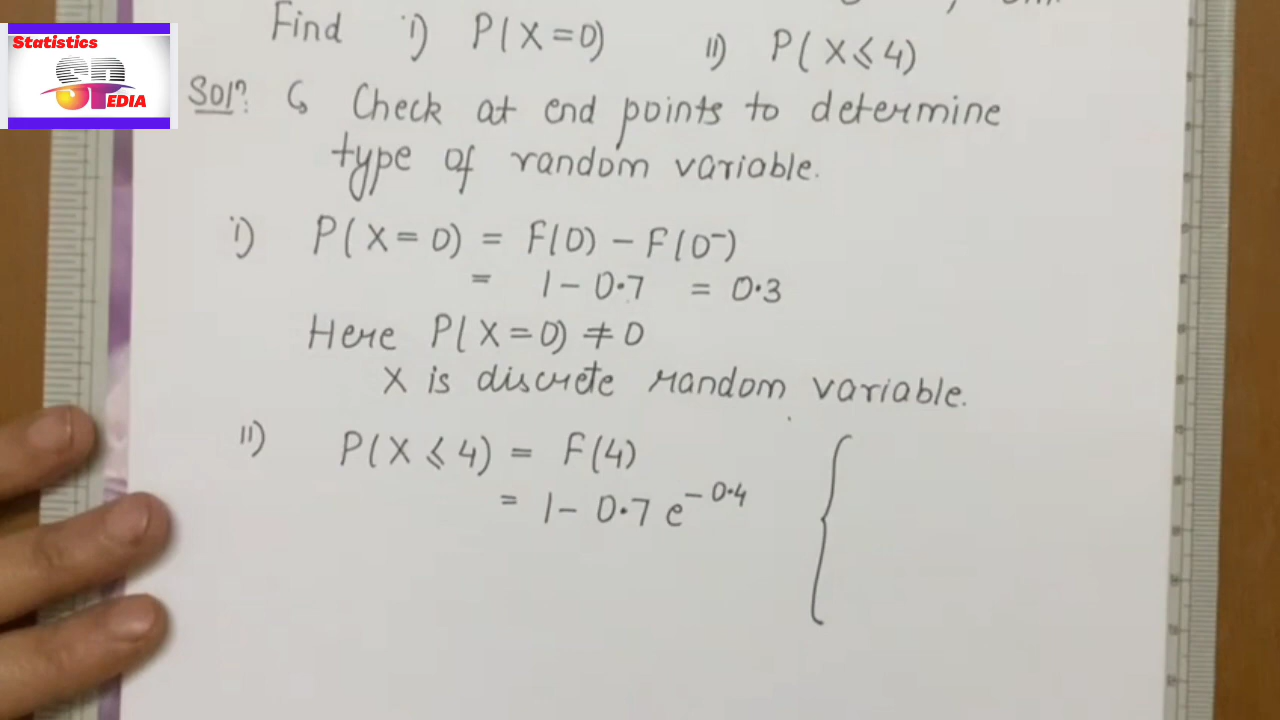 Find i) P(X=0) ii) P(X⩽4)
Statistics
EDIA
Solⁿ: Check at end points to determine
type of random variable.
i) P(X=0) = F(0) - F(0⁻)
= 1-0.7 = 0.3
Here P(X=0) ≠ 0
X is discrete random variable.
ii) P(X⩽4) = F(4)
= 1-0.7 e⁻⁰·⁴